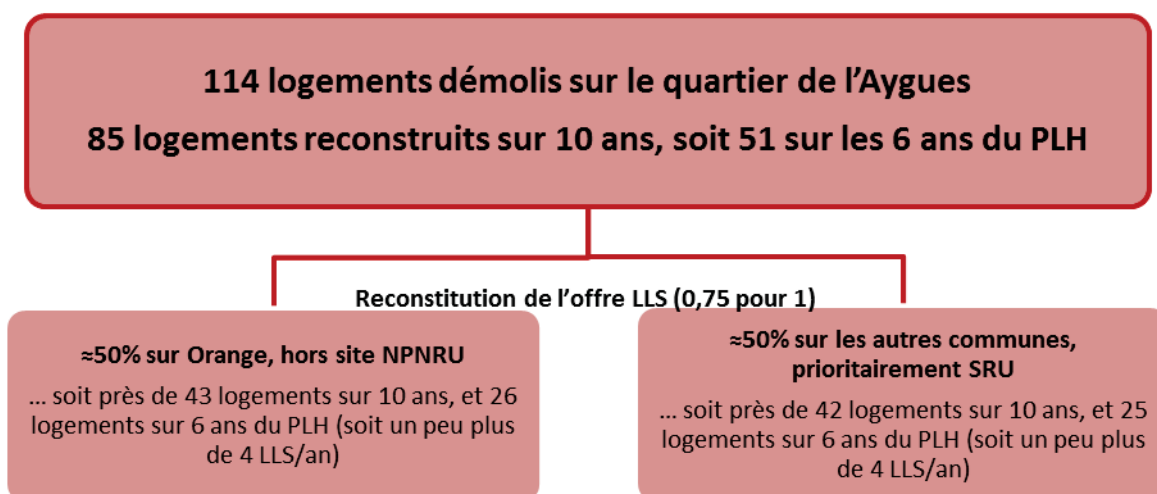 114 logements démolis sur le quartier de l’Aygues
85 logements reconstruits sur 10 ans, soit 51 sur les 6 ans du PLH
Reconstitution de l’offre LLS (0,75 pour 1)
≈50% sur Orange, hors site NPNRU
... soit près de 43 logements sur 10 ans, et 26
logements sur 6 ans du PLH (soit un peu plus
de 4 LLS/an)
≈50% sur les autres communes,
prioritairement SRU
... soit près de 42 logements sur 10 ans, et 25
logements sur 6 ans du PLH (soit un peu plus
de 4 LLS/an)